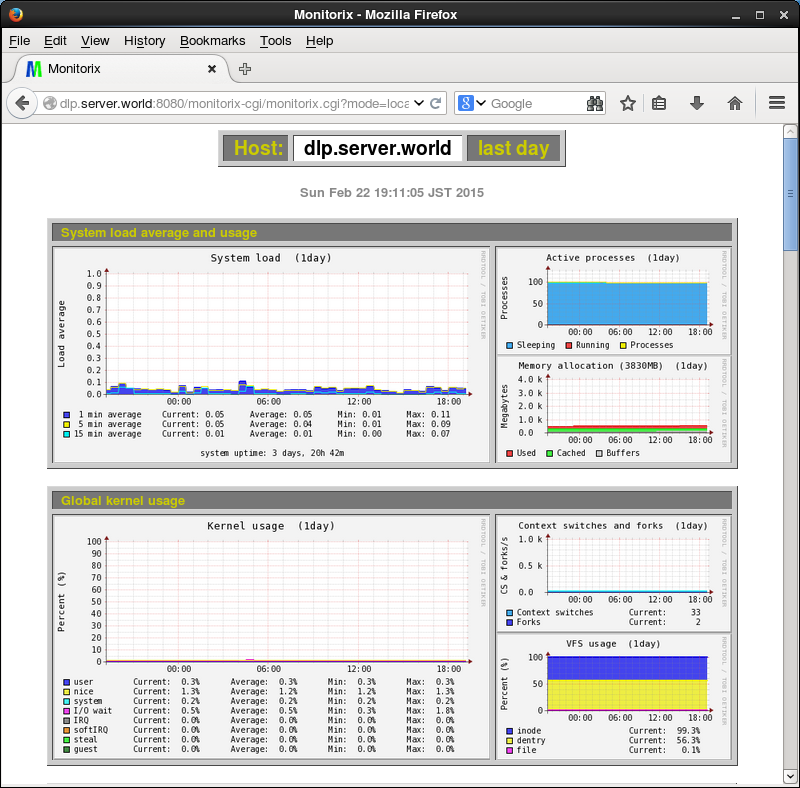 Monitorix - Mozilla Firefox
File Edit View History Bookmarks Tools Help
Monitorix
dlp.server.world:8080/monitorix-cgi/monitorix.cgi?mode=loca
8 Google
Host: dlp.server.world last day
Sun Feb 22 19:11:05 JST 2015
System load average and usage
System load (1day)
RRDTOOL / TOBI OETIKER
Load average
1.0
0.9
0.8
0.7
0.6
0.5
0.4
0.3
0.2
0.1
0.0
00:00 06:00 12:00 18:00
1 min average Current: 0.05 Average: 0.05 Min: 0.01 Max: 0.11
5 min average Current: 0.05 Average: 0.04 Min: 0.01 Max: 0.09
15 min average Current: 0.01 Average: 0.01 Min: 0.00 Max: 0.07
system uptime: 3 days, 20h 42m
Active processes (1day)
RRDTOOL / TOBI OETIKER
Processes
100
50
0
00:00 06:00 12:00 18:00
Sleeping Running Processes
Memory allocation (3830MB) (1day)
RRDTOOL / TOBI OETIKER
Megabytes
4.0 k
3.0 k
2.0 k
1.0 k
0.0
00:00 06:00 12:00 18:00
Used Cached Buffers
Global kernel usage
Kernel usage (1day)
RRDTOOL / TOBI OETIKER
Percent (%)
100
90
80
70
60
50
40
30
20
10
0
00:00 06:00 12:00 18:00
user Current: 0.3% Average: 0.3% Min: 0.3% Max: 0.3%
nice Current: 1.3% Average: 1.2% Min: 1.2% Max: 1.3%
system Current: 0.2% Average: 0.2% Min: 0.2% Max: 0.2%
I/O wait Current: 0.5% Average: 0.5% Min: 0.3% Max: 1.8%
IRQ Current: 0.0% Average: 0.0% Min: 0.0% Max: 0.0%
softIRQ Current: 0.0% Average: 0.0% Min: 0.0% Max: 0.0%
steal Current: 0.0% Average: 0.0% Min: 0.0% Max: 0.0%
guest Current: 0.0% Average: 0.0% Min: 0.0% Max: 0.0%
Context switches and forks (1day)
RRDTOOL / TOBI OETIKER
CS & forks/s
1.0 k
0.5 k
0.0
00:00 06:00 12:00 18:00
Context switches Current: 33
Forks Current: 2
VFS usage (1day)
RRDTOOL / TOBI OETIKER
Percent (%)
100
50
0
00:00 06:00 12:00 18:00
inode Current: 99.3%
dentry Current: 56.3%
file Current: 0.1%